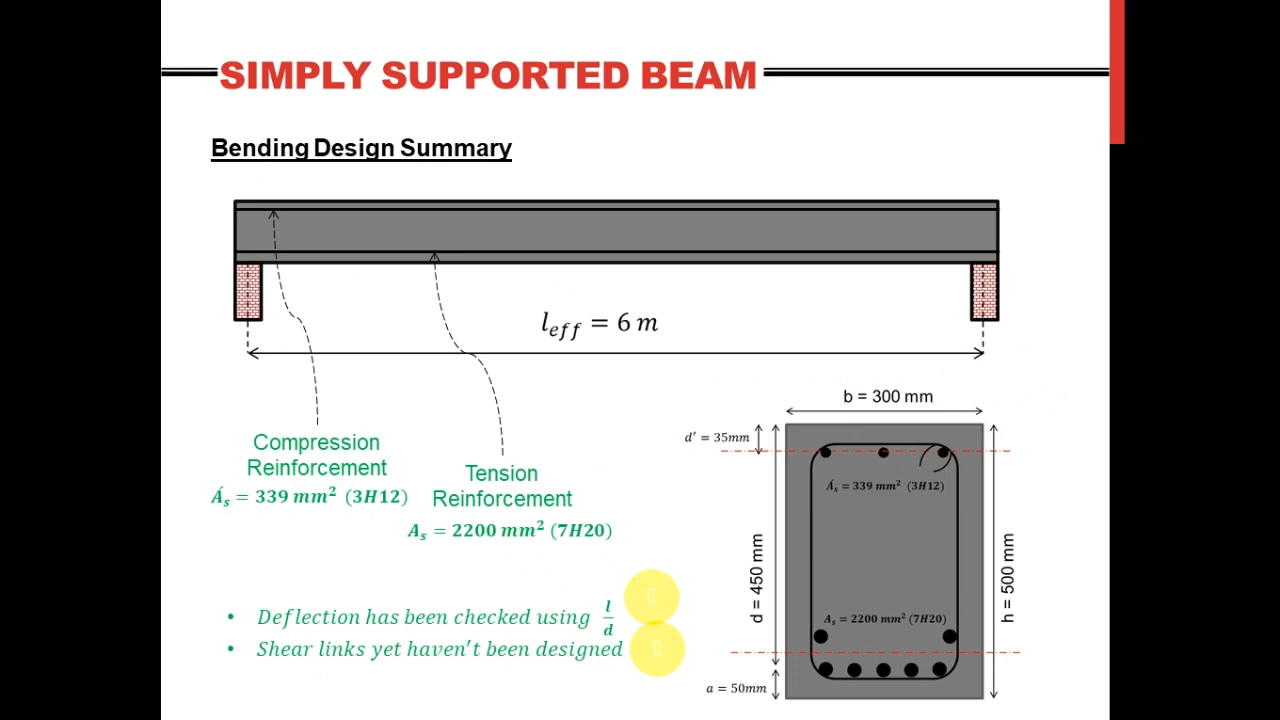 SIMPLY SUPPORTED BEAM
Bending Design Summary
l_eff = 6 m
Compression
Reinforcement
Á_s = 339 mm² (3H12)
Tension
Reinforcement
A_s = 2200 mm² (7H20)
• Deflection has been checked using l/d
• Shear links yet haven't been designed
b = 300 mm
d′ = 35mm
Á_s = 339 mm² (3H12)
d = 450 mm
h = 500 mm
A_s = 2200 mm² (7H20)
a = 50mm